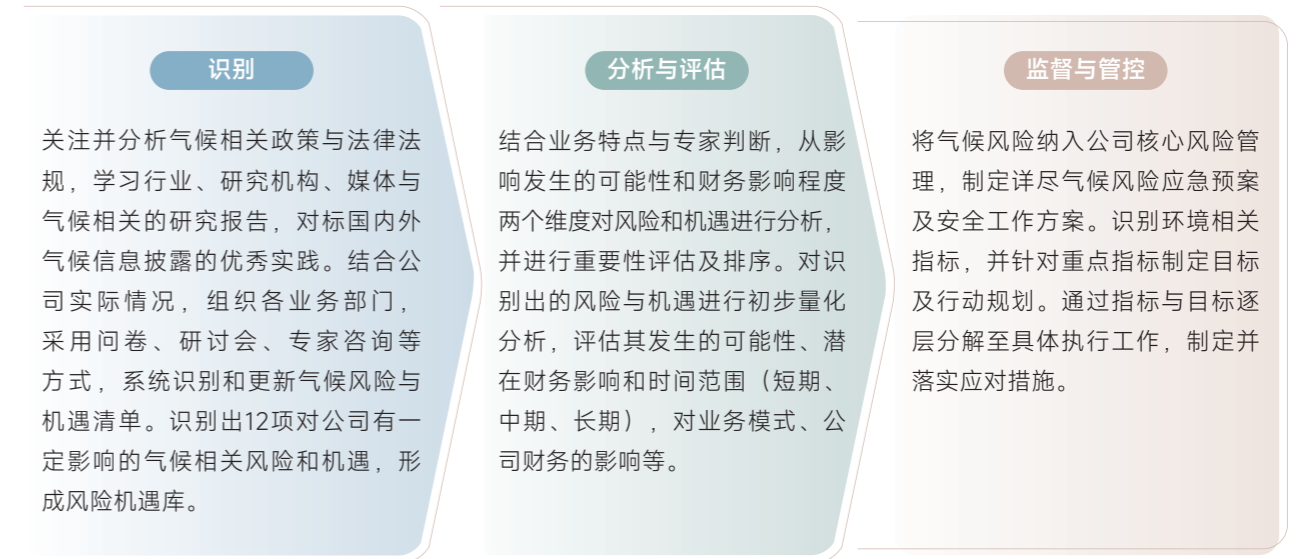 识别
关注并分析气候相关政策与法律法
规，学习行业、研究机构、媒体与
气候相关的研究报告，对标国内外
气候信息披露的优秀实践。结合公
司实际情况，组织各业务部门，
采用问卷、研讨会、专家咨询等
方式，系统识别和更新气候风险与
机遇清单。识别出12项对公司有一
定影响的气候相关风险和机遇，形
成风险机遇库。
分析与评估
结合业务特点与专家判断，从影
响发生的可能性和财务影响程度
两个维度对风险和机遇进行分析，
并进行重要性评估及排序。对识
别出的风险与机遇进行初步量化
分析，评估其发生的可能性、潜
在财务影响和时间范围（短期、
中期、长期），对业务模式、公
司财务的影响等。
监督与管控
将气候风险纳入公司核心风险管
理，制定详尽气候风险应急预案
及安全工作方案。识别环境相关
指标，并针对重点指标制定目标
及行动规划。通过指标与目标逐
层分解至具体执行工作，制定并
落实应对措施。